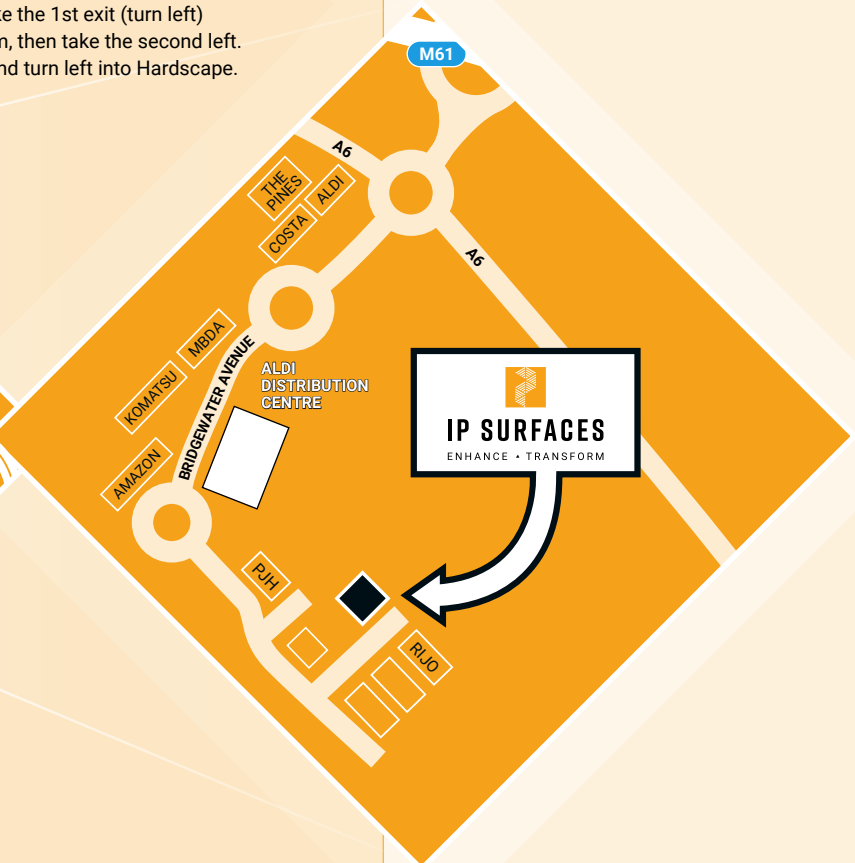 ke the 1st exit (turn left)
m, then take the second left.
nd turn left into Hardscape.
M61
A6
THE
PINES
ALDI
COSTA
A6
MBDA
KOMATSU
AMAZON
BRIDGEWATER AVENUE
ALDI
DISTRIBUTION
CENTRE
IP SURFACES
ENHANCE • TRANSFORM
PJH
RIJO